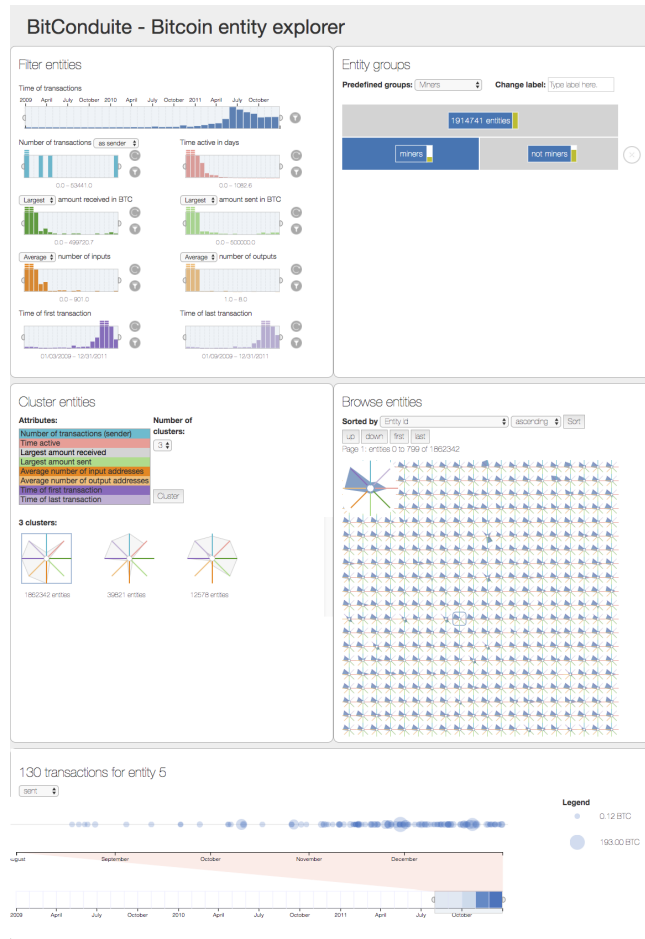 BitConduite - Bitcoin entity explorer
Filter entities
Time of transactions
2009 April July October 2010 April July October 2011 April July October
Number of transactions as sender
Time active in days
0.0 – 53441.0
0.0 – 1082.6
Largest amount received in BTC
Largest amount sent in BTC
0.0 – 499720.7
0.0 – 500000.0
Average number of inputs
Average number of outputs
0.0 – 901.0
1.0 – 8.0
Time of first transaction
Time of last transaction
01/03/2009 – 12/31/2011
01/09/2009 – 12/31/2011
Entity groups
Predefined groups: Miners Change label: Type label here.
1914741 entities
miners
not miners
Cluster entities
Attributes:
Number of transactions (sender)
Time active
Largest amount received
Largest amount sent
Average number of input addresses
Average number of output addresses
Time of first transaction
Time of last transaction
Number of
clusters:
3
Cluster
3 clusters:
1862342 entities
39821 entities
12578 entities
Browse entities
Sorted by Entity id ascending Sort
up down first last
Page 1: entities 0 to 799 of 1862342
130 transactions for entity 5
sent
Legend
0.12 BTC
193.00 BTC
August September October November December
2009 April July October 2010 April July October 2011 April July October